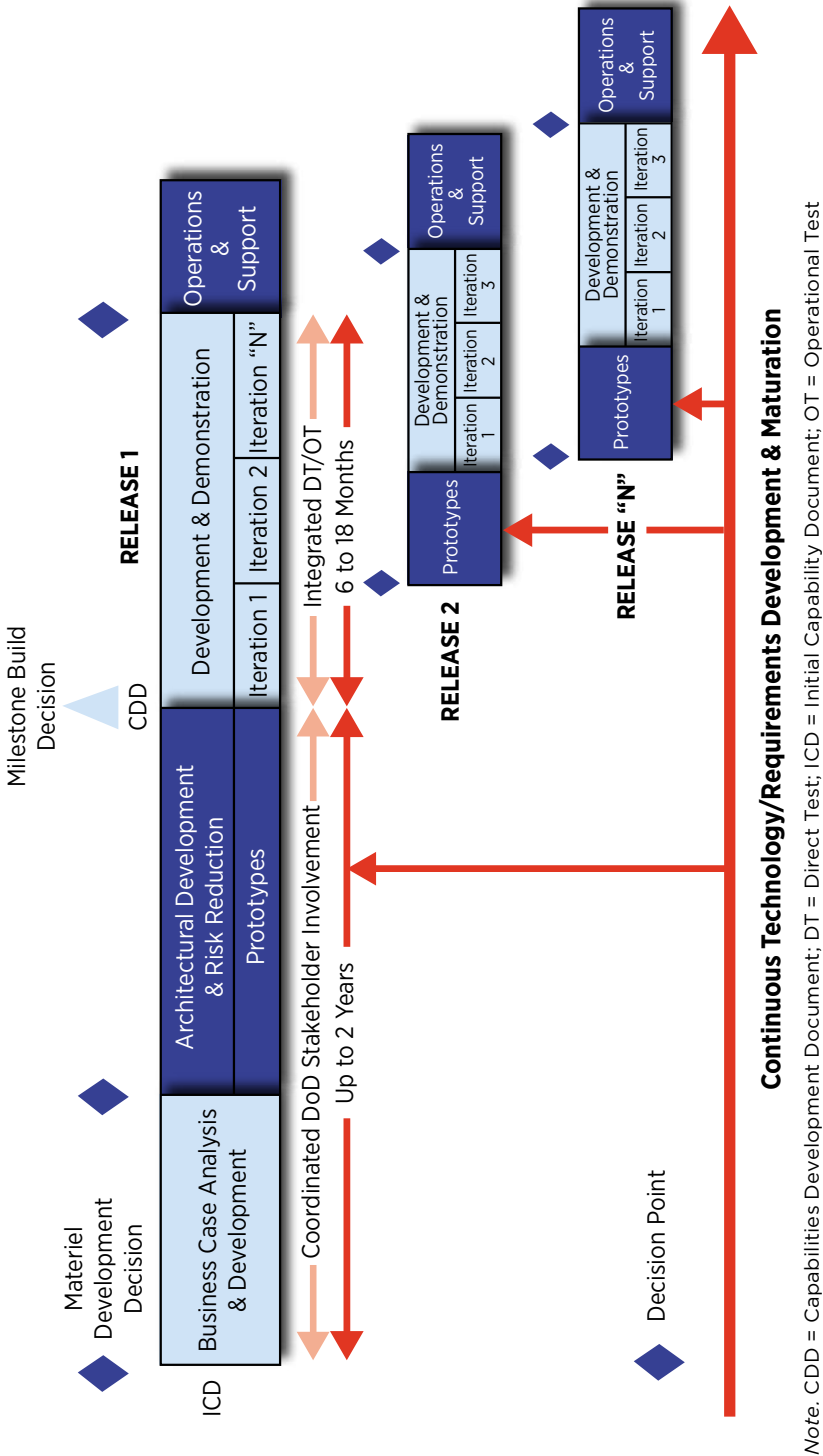 Milestone Build
Decision
Materiel
Development
Decision
CDD
RELEASE 1
ICD
Business Case Analysis
& Development
Architectural Development
& Risk Reduction
Prototypes
Development & Demonstration
Iteration 1
Iteration 2
Iteration “N”
Operations
&
Support
Coordinated DoD Stakeholder Involvement
Integrated DT/OT
Up to 2 Years
6 to 18 Months
RELEASE 2
Prototypes
Development &
Demonstration
Iteration
1
Iteration
2
Iteration
3
Operations
&
Support
RELEASE “N”
Prototypes
Development &
Demonstration
Iteration
1
Iteration
2
Iteration
3
Operations
&
Support
Decision Point
Continuous Technology/Requirements Development & Maturation
Note. CDD = Capabilities Development Document; DT = Direct Test; ICD = Initial Capability Document; OT = Operational Test